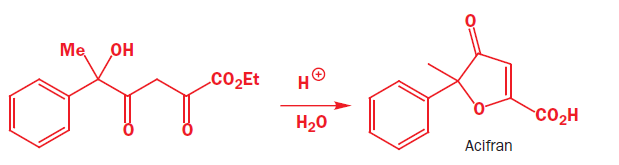 Me OH
O O
CO₂Et
H⊕
H₂O
O
O
CO₂H
Acifran